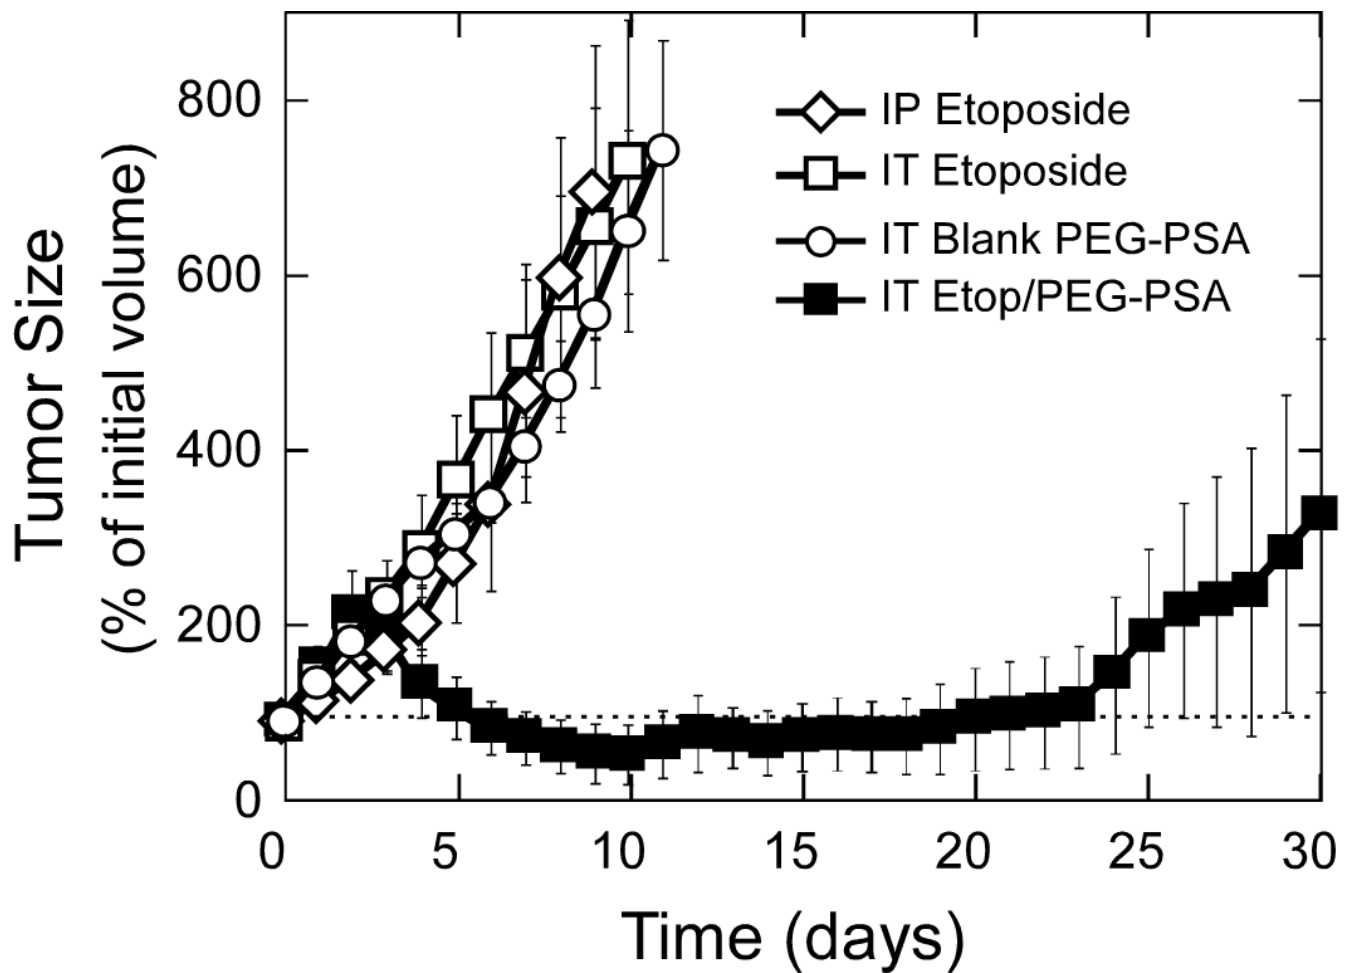 Tumor Size
(% of initial volume)
800
600
400
200
0
IP Etoposide
IT Etoposide
IT Blank PEG-PSA
IT Etop/PEG-PSA
0 5 10 15 20 25 30
Time (days)